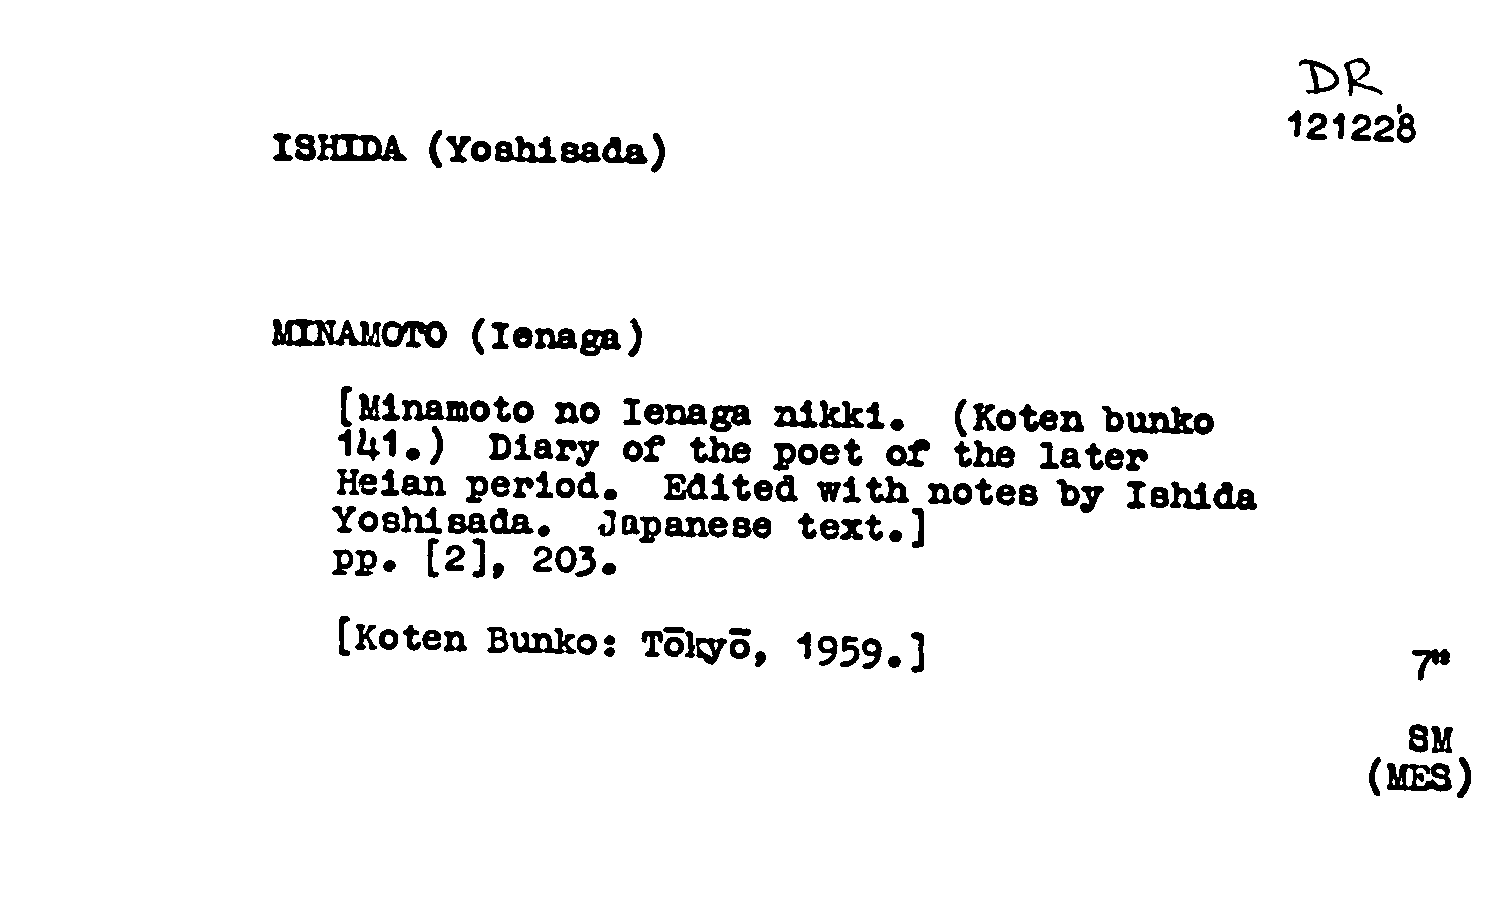 DR
121228
ISHIDA (Yoshisada)
MINAMOTO (Ienaga)
[Minamoto no Ienaga nikki. (Koten bunko
141.) Diary of the poet of the later
Heian period. Edited with notes by Ishida
Yoshisada. Japanese text.]
pp. [2], 203.
[Koten Bunko: Tōkyō, 1959.]
7"
SM
(MES)